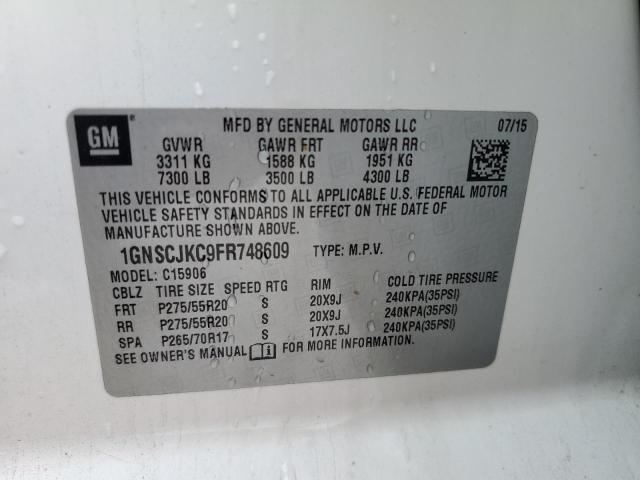 GM
MFD BY GENERAL MOTORS LLC 07/15
GVWR GAWR FRT GAWR RR
3311 KG 1588 KG 1951 KG
7300 LB 3500 LB 4300 LB
THIS VEHICLE CONFORMS TO ALL APPLICABLE U.S. FEDERAL MOTOR
VEHICLE SAFETY STANDARDS IN EFFECT ON THE DATE OF
MANUFACTURE SHOWN ABOVE.
1GNSCJKC9FR748609 TYPE: M.P.V.
MODEL: C15906
CBLZ TIRE SIZE SPEED RTG RIM COLD TIRE PRESSURE
FRT P275/55R20 S 20X9J 240KPA(35PSI)
RR P275/55R20 S 20X9J 240KPA(35PSI)
SPA P265/70R17 S 17X7.5J 240KPA(35PSI)
SEE OWNER'S MANUAL FOR MORE INFORMATION.